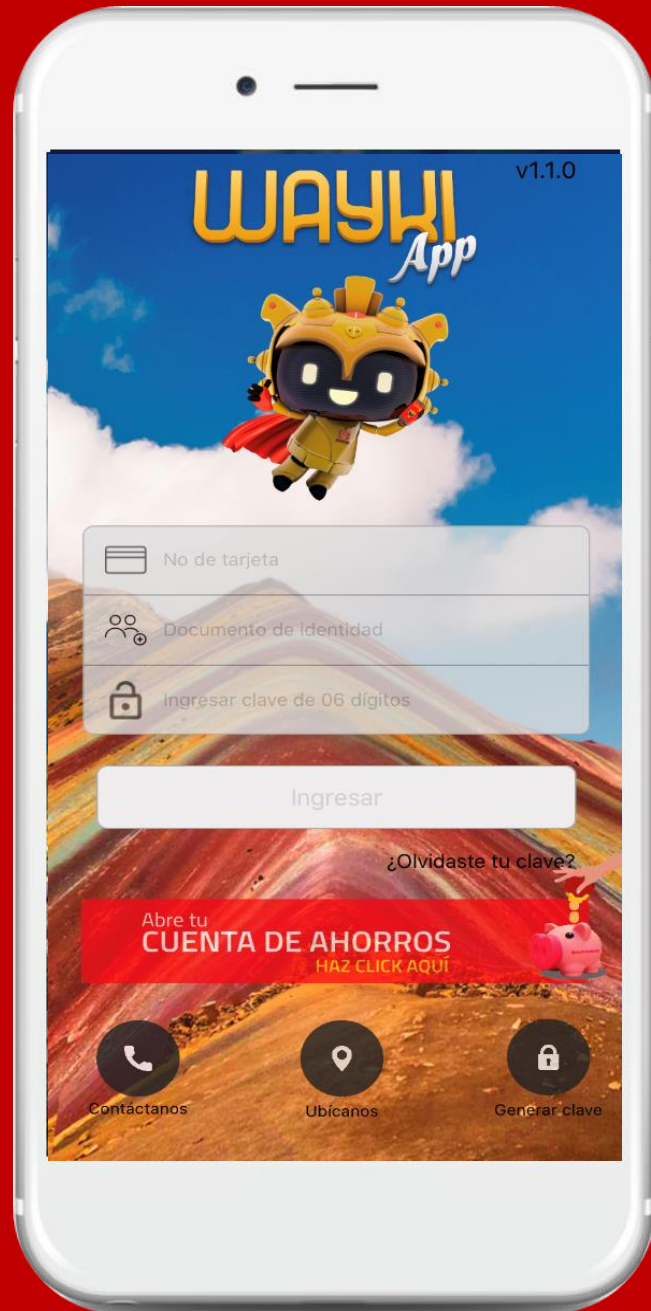 v1.1.0
WAYKI
App
No de tarjeta
Documento de identidad
Ingresar clave de 06 dígitos
Ingresar
¿Olvidaste tu clave?
Abre tu
CUENTA DE AHORROS
HAZ CLICK AQUÍ
Contáctanos
Ubícanos
Generar clave